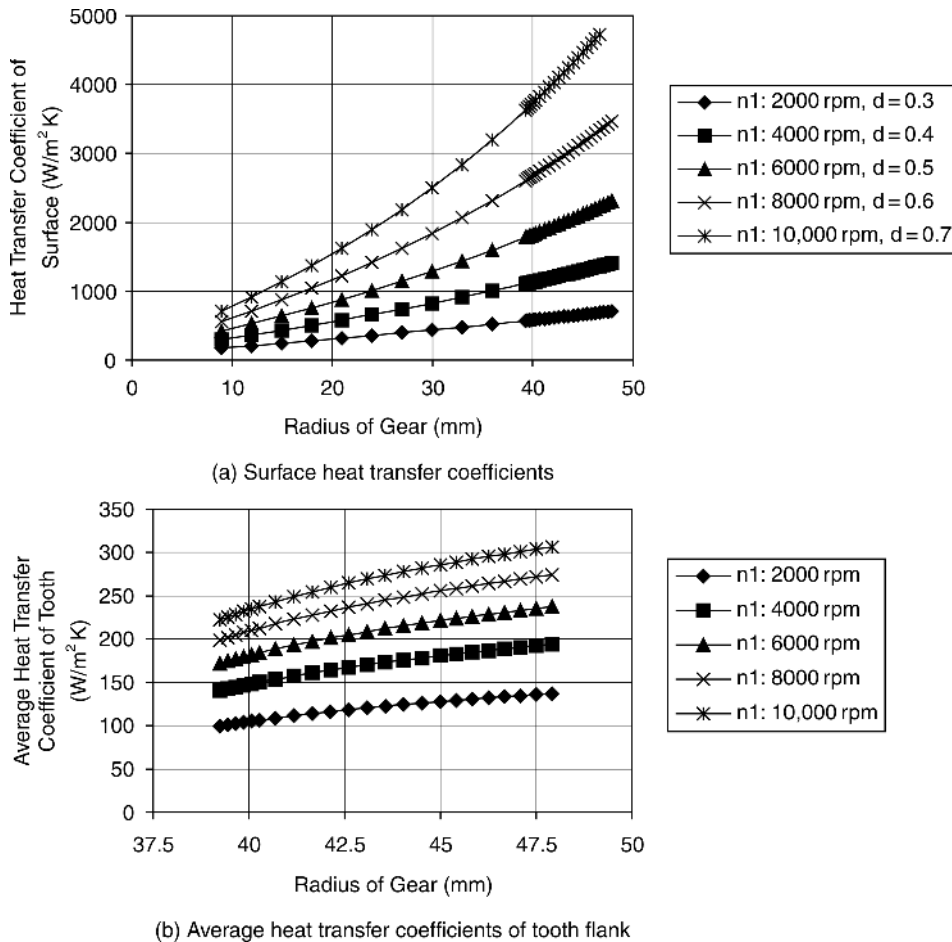 Heat Transfer Coefficient of
Surface (W/m² K)
5000
4000
3000
2000
1000
0
0
10
20
30
40
50
Radius of Gear (mm)
n1: 2000 rpm, d = 0.3
n1: 4000 rpm, d = 0.4
n1: 6000 rpm, d = 0.5
n1: 8000 rpm, d = 0.6
n1: 10,000 rpm, d = 0.7
(a) Surface heat transfer coefficients
Average Heat Transfer
Coefficient of Tooth
(W/m² K)
350
300
250
200
150
100
50
0
37.5
40
42.5
45
47.5
50
Radius of Gear (mm)
n1: 2000 rpm
n1: 4000 rpm
n1: 6000 rpm
n1: 8000 rpm
n1: 10,000 rpm
(b) Average heat transfer coefficients of tooth flank